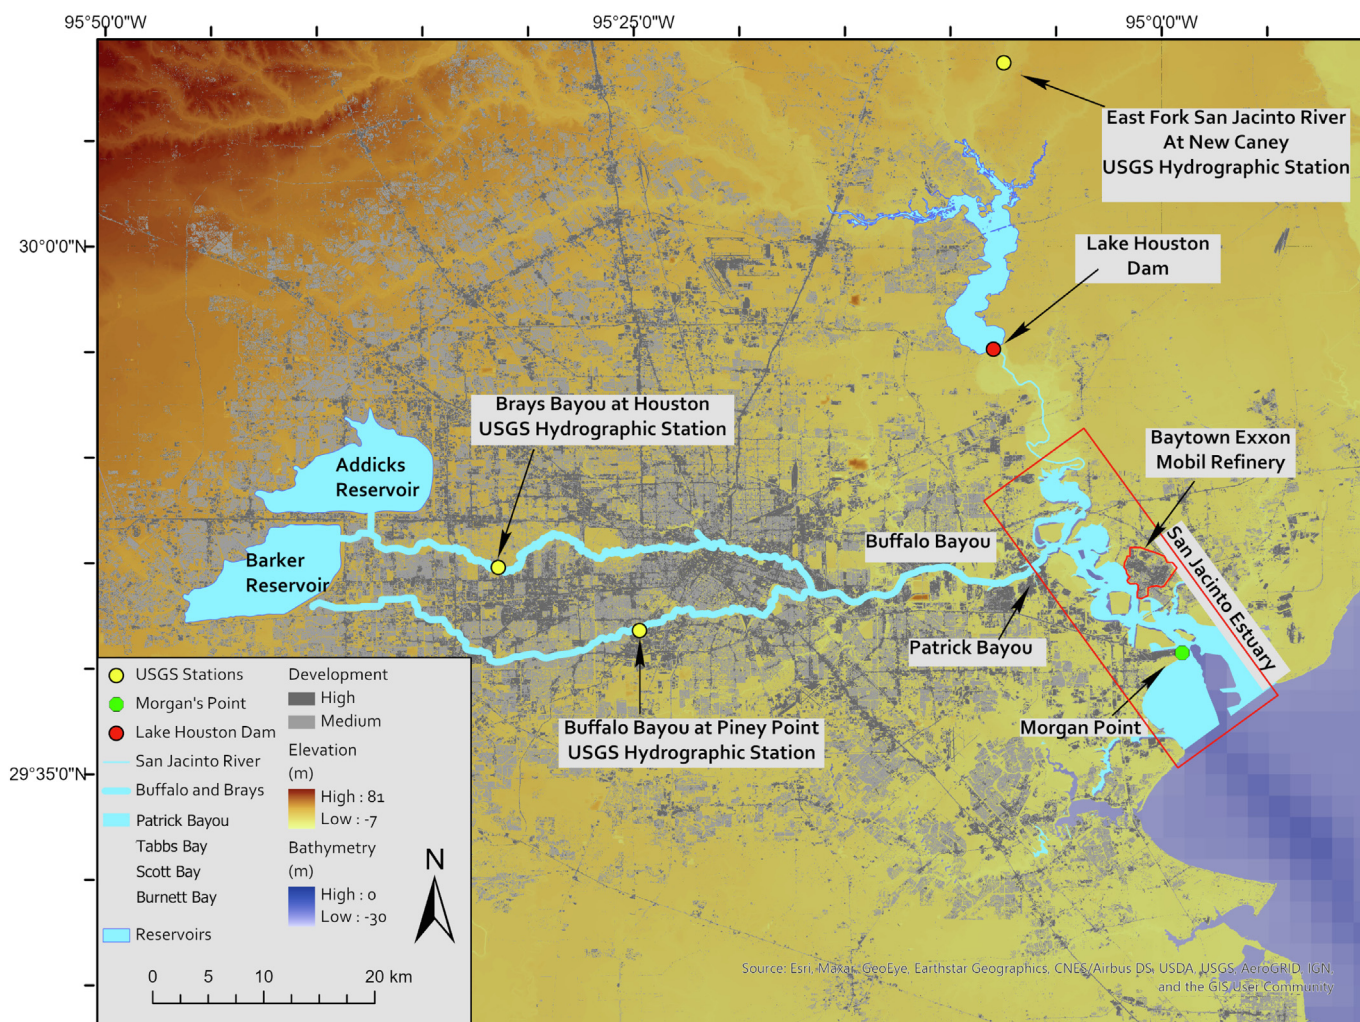 95°50'0"W
95°25'0"W
95°0'0"W
East Fork San Jacinto River
At New Caney
USGS Hydrographic Station
30°0'0"N
Lake Houston
Dam
Brays Bayou at Houston
USGS Hydrographic Station
Baytown Exxon
Mobil Refinery
Addicks
Reservoir
Buffalo Bayou
San Jacinto Estuary
Barker
Reservoir
Patrick Bayou
Morgan Point
Buffalo Bayou at Piney Point
USGS Hydrographic Station
29°35'0"N
USGS Stations
Morgan's Point
Lake Houston Dam
San Jacinto River
Buffalo and Brays
Patrick Bayou
Tabbs Bay
Scott Bay
Burnett Bay
Reservoirs
Development
High
Medium
Elevation
(m)
High : 81
Low : -7
Bathymetry
(m)
High : 0
Low : -30
N
0 5 10 20 km
Source: Esri, Maxar, GeoEye, Earthstar Geographics, CNES/Airbus DS, USDA, USGS, AeroGRID, IGN,
and the GIS User Community